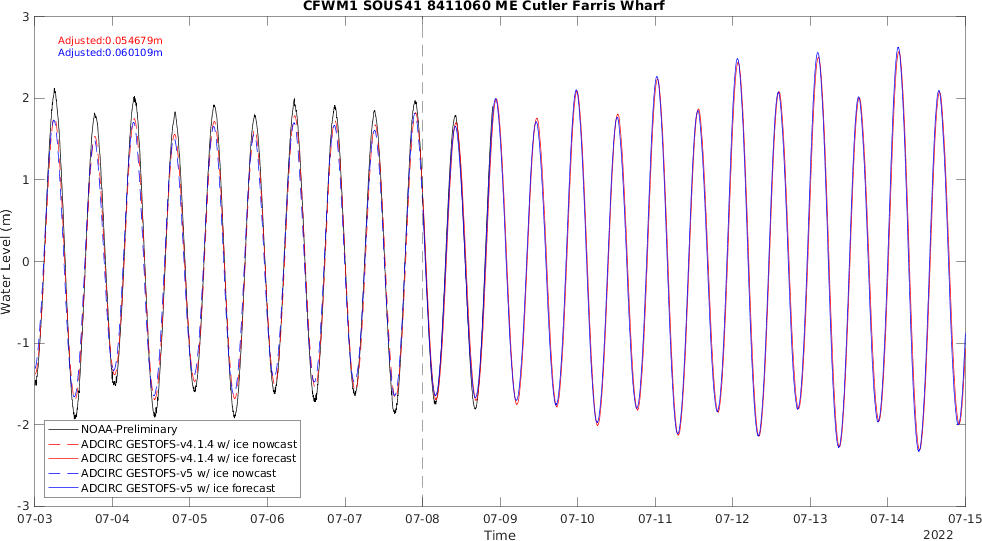 CFWM1 SOUS41 8411060 ME Cutler Farris Wharf
Adjusted:0.054679m
Adjusted:0.060109m
3
2
1
0
-1
-2
-3
Water Level (m)
NOAA-Preliminary
ADCIRC GESTOFS-v4.1.4 w/ ice nowcast
ADCIRC GESTOFS-v4.1.4 w/ ice forecast
ADCIRC GESTOFS-v5 w/ ice nowcast
ADCIRC GESTOFS-v5 w/ ice forecast
07-03 07-04 07-05 07-06 07-07 07-08 07-09 07-10 07-11 07-12 07-13 07-14 07-15
Time
2022